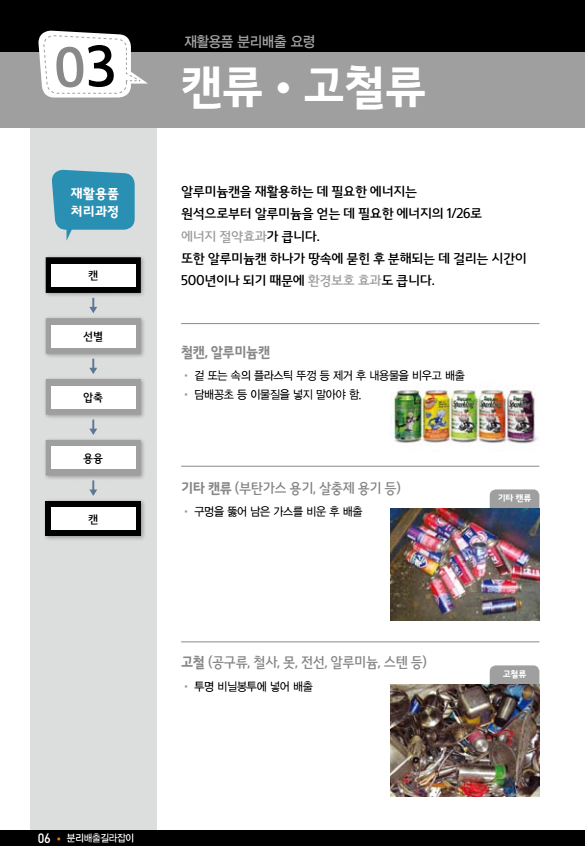 03
재활용품 분리배출 요령
캔류 • 고철류
재활용품
처리과정
캔
선별
압축
용융
캔
알루미늄캔을 재활용하는 데 필요한 에너지는
원석으로부터 알루미늄을 얻는 데 필요한 에너지의 1/26로
에너지 절약효과가 큽니다.
또한 알루미늄캔 하나가 땅속에 묻힌 후 분해되는 데 걸리는 시간이
500년이나 되기 때문에 환경보호 효과도 큽니다.
철캔, 알루미늄캔
· 겉 또는 속의 플라스틱 뚜껑 등 제거 후 내용물을 비우고 배출
· 담배꽁초 등 이물질을 넣지 말아야 함.
기타 캔류 (부탄가스 용기, 살충제 용기 등)
· 구멍을 뚫어 남은 가스를 비운 후 배출
기타 캔류
고철 (공구류, 철사, 못, 전선, 알루미늄, 스텐 등)
· 투명 비닐봉투에 넣어 배출
고철류
06 • 분리배출길라잡이